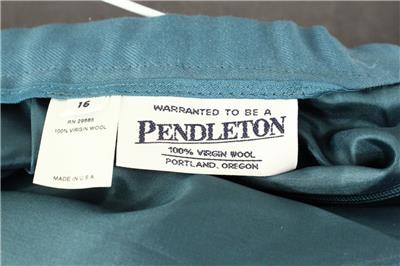 16
RN 29685
100% VIRGIN WOOL
MADE IN U.S.A.
WARRANTED TO BE A
PENDLETON
100% VIRGIN WOOL
PORTLAND, OREGON